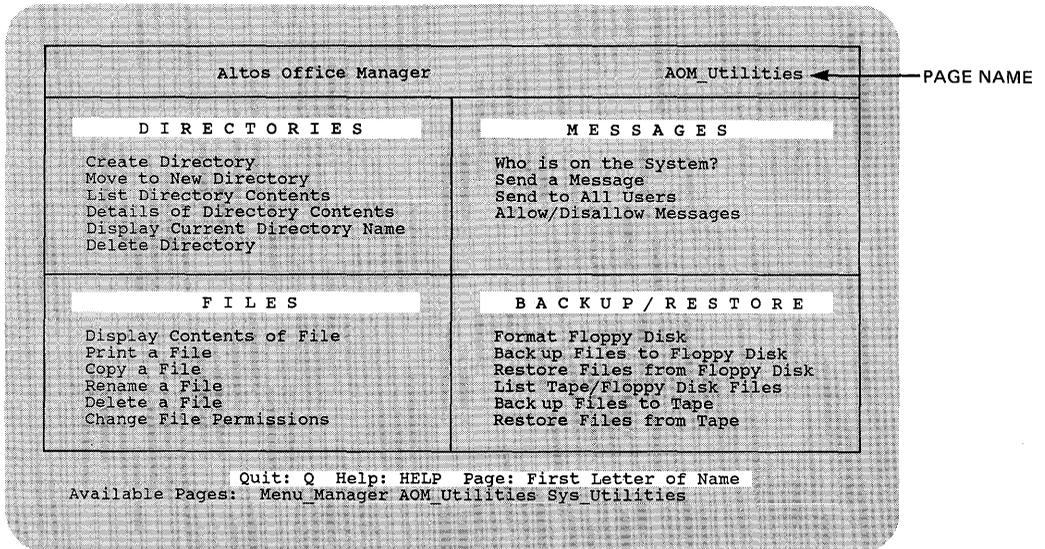 Altos Office Manager AOM_Utilities
PAGE NAME
D I R E C T O R I E S
Create Directory
Move to New Directory
List Directory Contents
Details of Directory Contents
Display Current Directory Name
Delete Directory
M E S S A G E S
Who is on the System?
Send a Message
Send to All Users
Allow/Disallow Messages
F I L E S
Display Contents of File
Print a File
Copy a File
Rename a File
Delete a File
Change File Permissions
B A C K U P / R E S T O R E
Format Floppy Disk
Back up Files to Floppy Disk
Restore Files from Floppy Disk
List Tape/Floppy Disk Files
Back up Files to Tape
Restore Files from Tape
Quit: Q Help: HELP Page: First Letter of Name
Available Pages: Menu_Manager AOM_Utilities Sys_Utilities